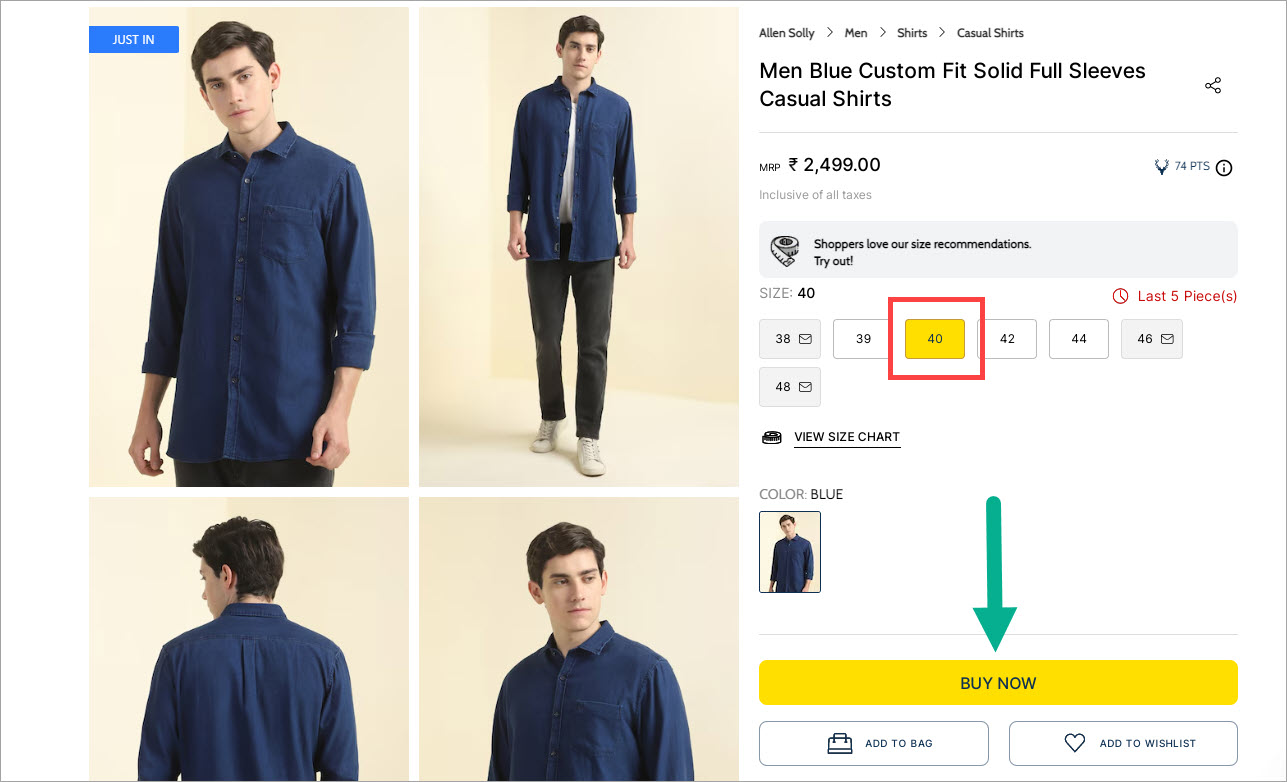 JUST IN
Allen Solly > Men > Shirts > Casual Shirts
Men Blue Custom Fit Solid Full Sleeves
Casual Shirts
MRP ₹ 2,499.00
74 PTS
Inclusive of all taxes
Shoppers love our size recommendations.
Try out!
SIZE: 40
Last 5 Piece(s)
38 39 40 42 44 46
48
VIEW SIZE CHART
COLOR: BLUE
BUY NOW
ADD TO BAG
ADD TO WISHLIST